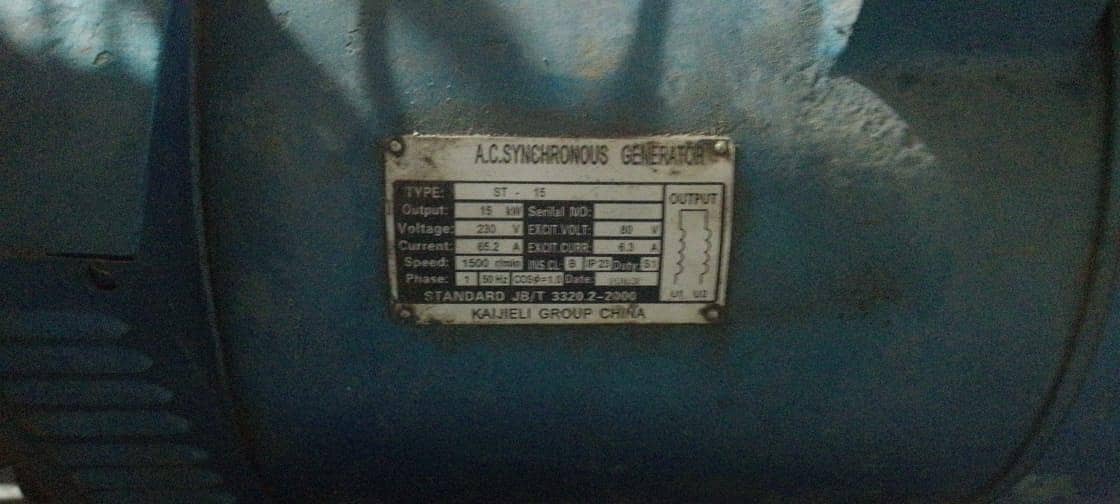 A.C.SYNCHRONOUS GENERATOR
TYPE: ST - 15
OUTPUT
Output: 15 kW Serilal NO:
Voltage: 230 V EXCIT.VOLT: 80 V
Current: 65.2 A EXCIT.CURR: 6.3 A
Speed: 1500 r/min INS.CL. B IP 23 Duty: S1
Phase: 1 50 Hz COSφ=1.0 Date:
U1 U2
STANDARD JB/T 3320.2-2000
KAIJIELI GROUP CHINA